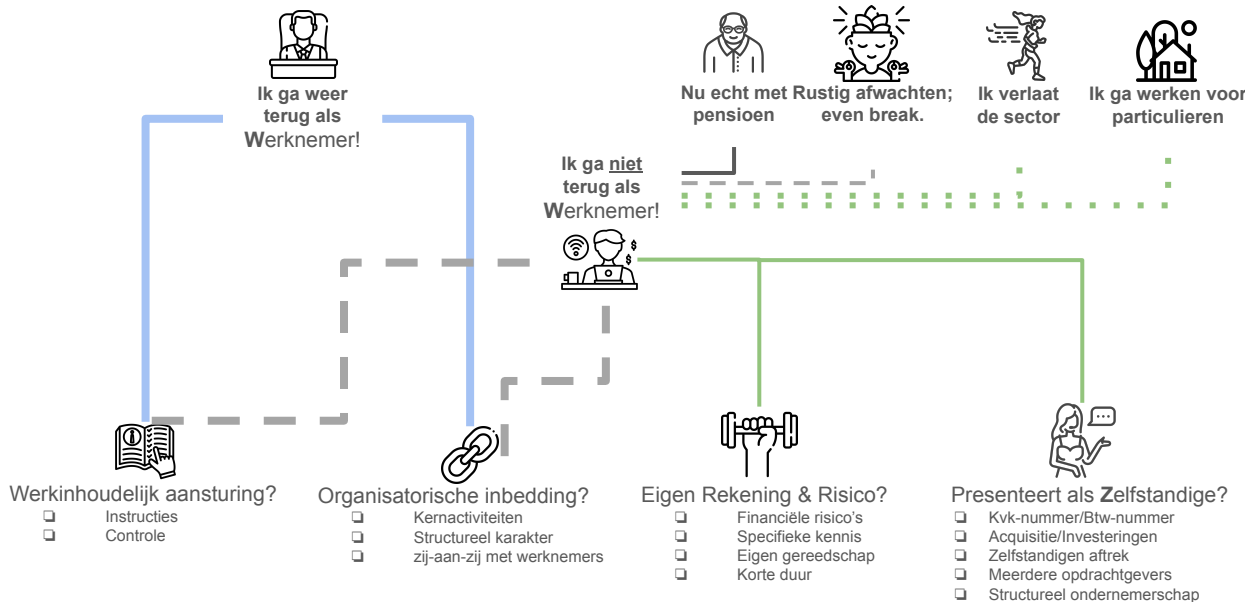 Ik ga weer
terug als
Werknemer!
Nu echt met
pensioen
Rustig afwachten;
even break.
Ik verlaat
de sector
Ik ga werken voor
particulieren
Ik ga niet
terug als
Werknemer!
$
$
Werkinhoudelijk aansturing?
❏ Instructies
❏ Controle
Organisatorische inbedding?
❏ Kernactiviteiten
❏ Structureel karakter
❏ zij-aan-zij met werknemers
Eigen Rekening & Risico?
❏ Financiële risico's
❏ Specifieke kennis
❏ Eigen gereedschap
❏ Korte duur
Presenteert als Zelfstandige?
❏ Kvk-nummer/Btw-nummer
❏ Acquisitie/Investeringen
❏ Zelfstandigen aftrek
❏ Meerdere opdrachtgevers
❏ Structureel ondernemerschap